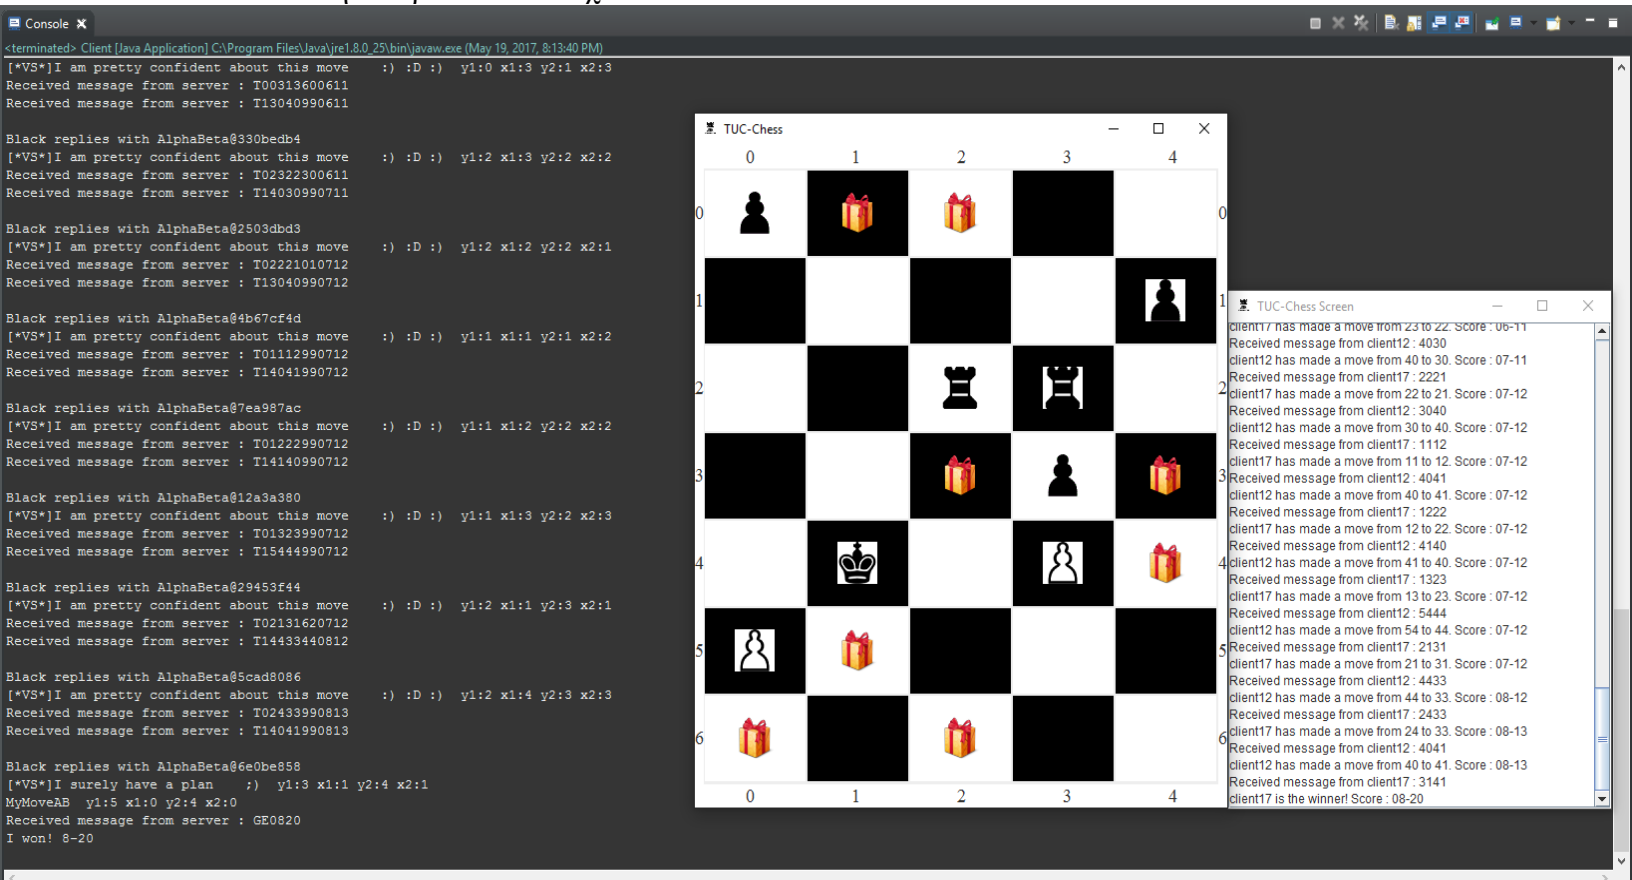 Console
<terminated> Client [Java Application] C:\Program Files\Java\jre1.8.0_25\bin\javaw.exe (May 19, 2017, 8:13:40 PM)
[*VS*]I am pretty confident about this move    :) :D :)  y1:0 x1:3 y2:1 x2:3
Received message from server : T00313600611
Received message from server : T13040990611
Black replies with AlphaBeta@330bedb4
[*VS*]I am pretty confident about this move    :) :D :)  y1:2 x1:3 y2:2 x2:2
Received message from server : T02322300611
Received message from server : T14030990711
Black replies with AlphaBeta@2503dbd3
[*VS*]I am pretty confident about this move    :) :D :)  y1:2 x1:2 y2:2 x2:1
Received message from server : T02221010712
Received message from server : T13040990712
Black replies with AlphaBeta@4b67cf4d
[*VS*]I am pretty confident about this move    :) :D :)  y1:1 x1:1 y2:1 x2:2
Received message from server : T01112990712
Received message from server : T14041990712
Black replies with AlphaBeta@7ea987ac
[*VS*]I am pretty confident about this move    :) :D :)  y1:1 x1:2 y2:2 x2:2
Received message from server : T01222990712
Received message from server : T14140990712
Black replies with AlphaBeta@12a3a380
[*VS*]I am pretty confident about this move    :) :D :)  y1:1 x1:3 y2:2 x2:3
Received message from server : T01323990712
Received message from server : T15444990712
Black replies with AlphaBeta@29453f44
[*VS*]I am pretty confident about this move    :) :D :)  y1:2 x1:1 y2:3 x2:1
Received message from server : T02131620712
Received message from server : T14433440812
Black replies with AlphaBeta@5cad8086
[*VS*]I am pretty confident about this move    :) :D :)  y1:2 x1:4 y2:3 x2:3
Received message from server : T02433990813
Received message from server : T14041990813
Black replies with AlphaBeta@6e0be858
[*VS*]I surely have a plan    ;)  y1:3 x1:1 y2:4 x2:1
MyMoveAB  y1:5 x1:0 y2:4 x2:0
Received message from server : GE0820
I won! 8-20
TUC-Chess
0 1 2 3 4
0 0
1 1
2 2
3 3
4 4
5 5
6 6
0 1 2 3 4
TUC-Chess Screen
client17 has made a move from 23 to 22. Score : 06-11
Received message from client12 : 4030
client12 has made a move from 40 to 30. Score : 07-11
Received message from client17 : 2221
client17 has made a move from 22 to 21. Score : 07-12
Received message from client12 : 3040
client12 has made a move from 30 to 40. Score : 07-12
Received message from client17 : 1112
client17 has made a move from 11 to 12. Score : 07-12
Received message from client12 : 4041
client12 has made a move from 40 to 41. Score : 07-12
Received message from client17 : 1222
client17 has made a move from 12 to 22. Score : 07-12
Received message from client12 : 4140
client12 has made a move from 41 to 40. Score : 07-12
Received message from client17 : 1323
client17 has made a move from 13 to 23. Score : 07-12
Received message from client12 : 5444
client12 has made a move from 54 to 44. Score : 07-12
Received message from client17 : 2131
client17 has made a move from 21 to 31. Score : 07-12
Received message from client12 : 4433
client12 has made a move from 44 to 33. Score : 08-12
Received message from client17 : 2433
client17 has made a move from 24 to 33. Score : 08-13
Received message from client12 : 4041
client12 has made a move from 40 to 41. Score : 08-13
Received message from client17 : 3141
client17 is the winner! Score : 08-20